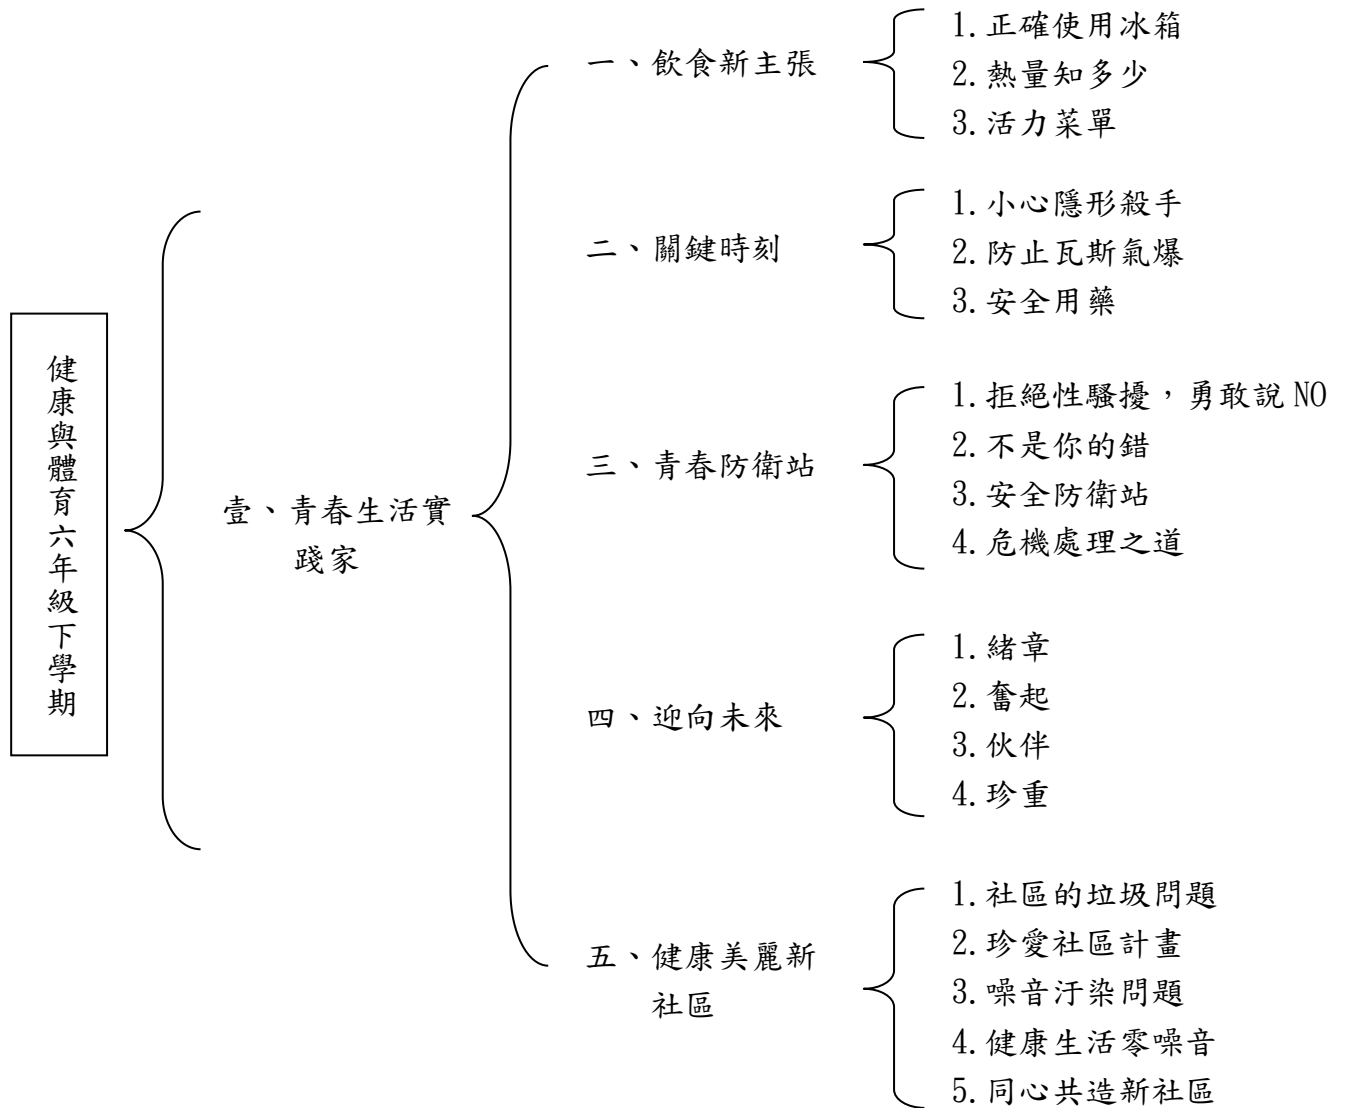 健康與體育六年級下學期
壹、青春生活實
踐家
一、飲食新主張
1.正確使用冰箱
2.熱量知多少
3.活力菜單
二、關鍵時刻
1.小心隱形殺手
2.防止瓦斯氣爆
3.安全用藥
三、青春防衛站
1.拒絕性騷擾，勇敢說 NO
2.不是你的錯
3.安全防衛站
4.危機處理之道
四、迎向未來
1.緒章
2.奮起
3.伙伴
4.珍重
五、健康美麗新
社區
1.社區的垃圾問題
2.珍愛社區計畫
3.噪音汙染問題
4.健康生活零噪音
5.同心共造新社區